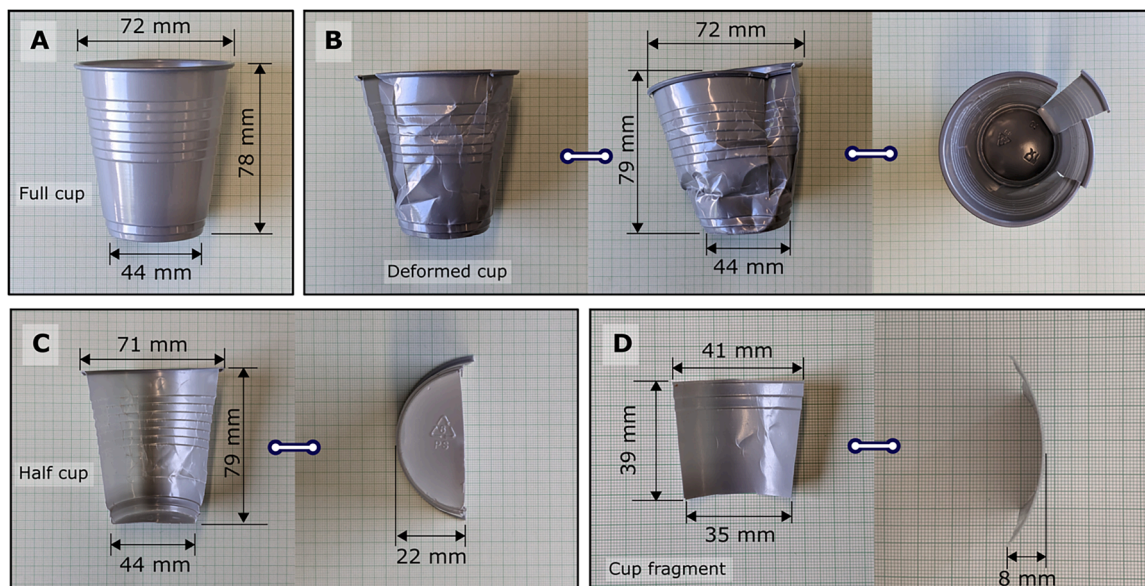 A
72 mm
78 mm
Full cup
44 mm
B
72 mm
79 mm
Deformed cup
44 mm
C
71 mm
79 mm
Half cup
44 mm
22 mm
D
41 mm
39 mm
35 mm
Cup fragment
8 mm